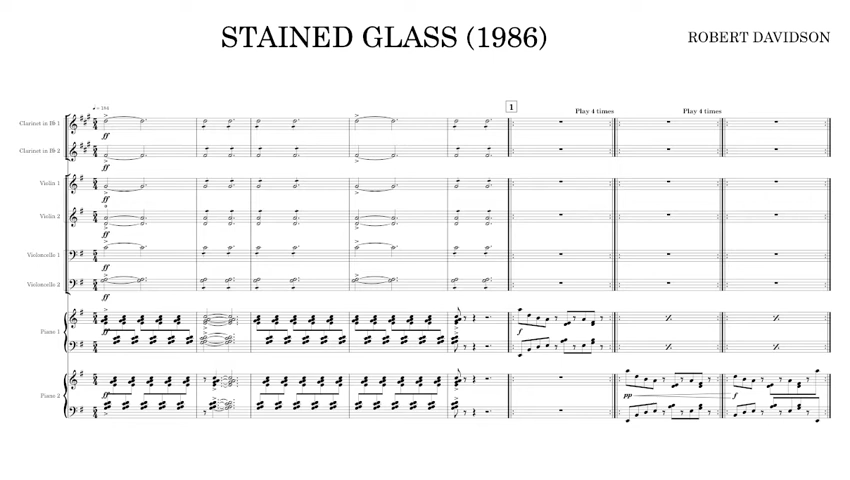 STAINED GLASS (1986)
ROBERT DAVIDSON
♩ = 184
1
Play 4 times
Play 4 times
Clarinet in B♭ 1
ff
Clarinet in B♭ 2
ff
Violin 1
ff
Violin 2
ff
Violoncello 1
ff
Violoncello 2
ff
Piano 1
ff
f
Piano 2
ff
pp
f